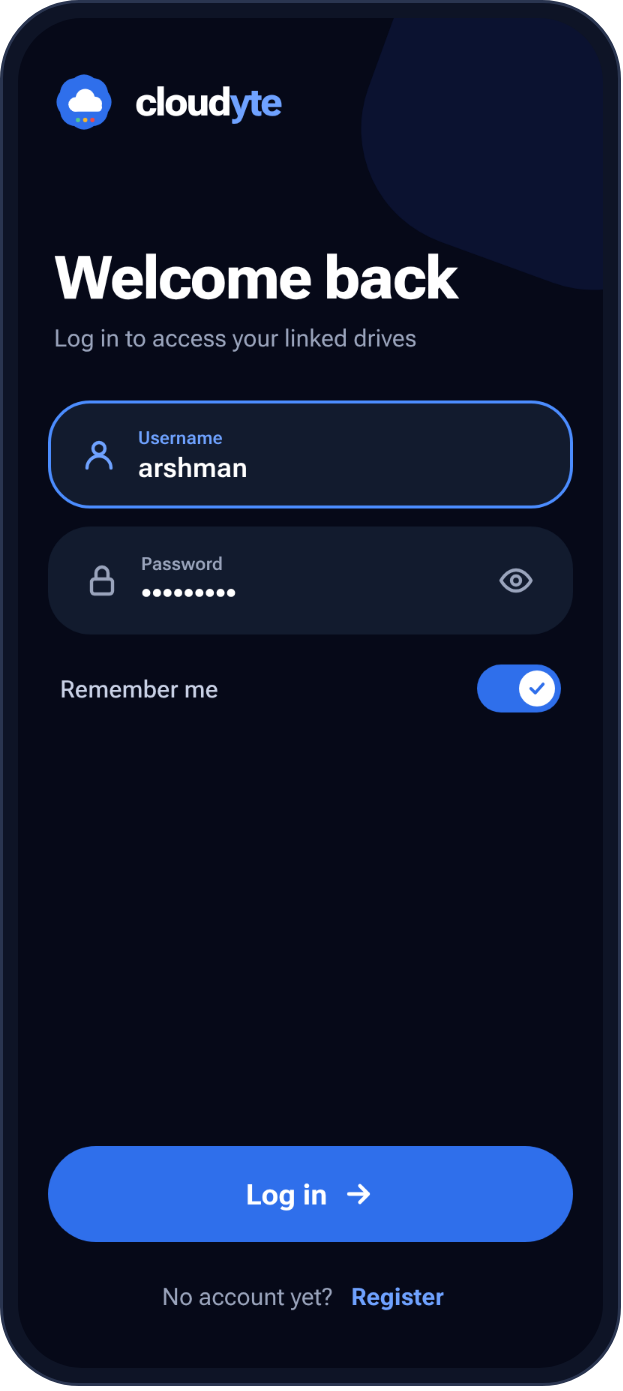 cloudyte
Welcome back
Log in to access your linked drives
Username
arshman
Password
•••••••••
Remember me
Log in →
No account yet? Register